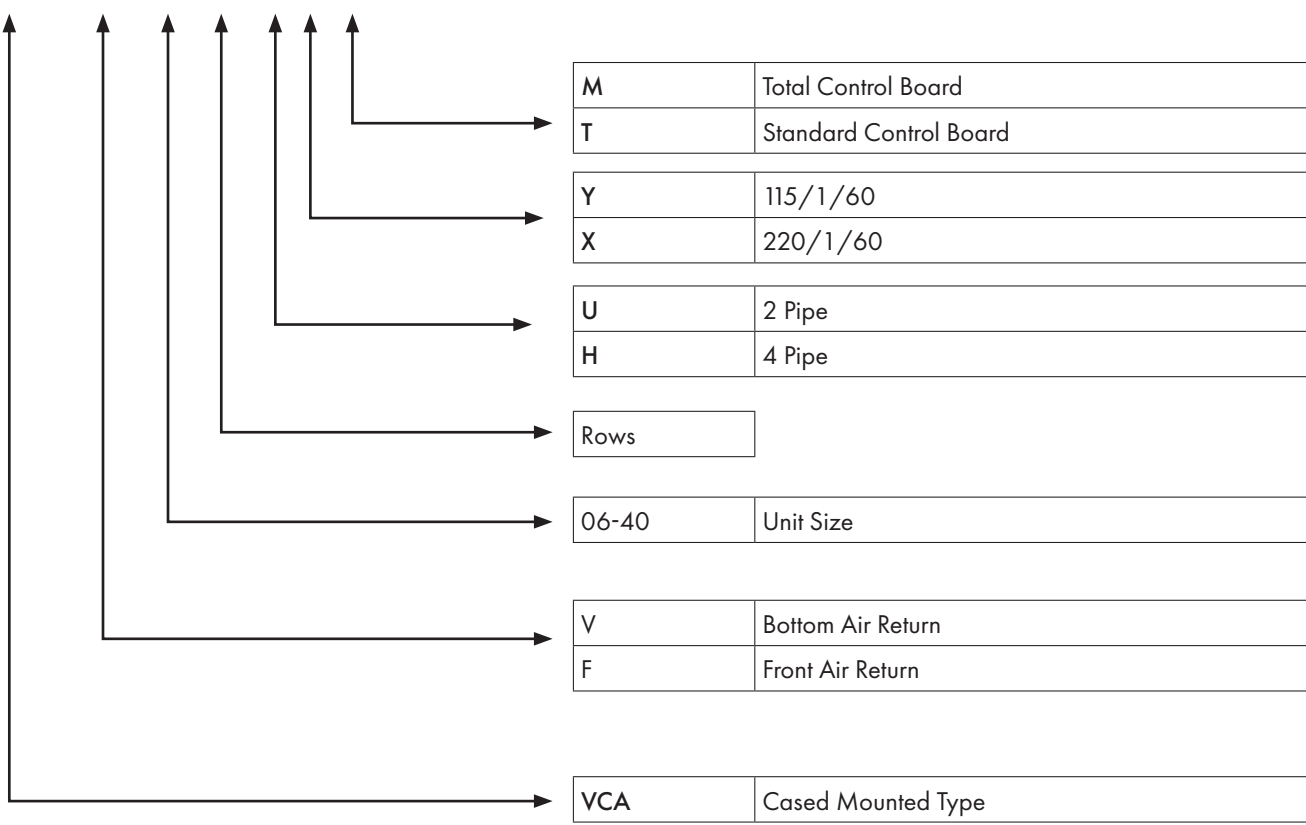 M Total Control Board
T Standard Control Board
Y 115/1/60
X 220/1/60
U 2 Pipe
H 4 Pipe
Rows
06-40 Unit Size
V Bottom Air Return
F Front Air Return
VCA Cased Mounted Type